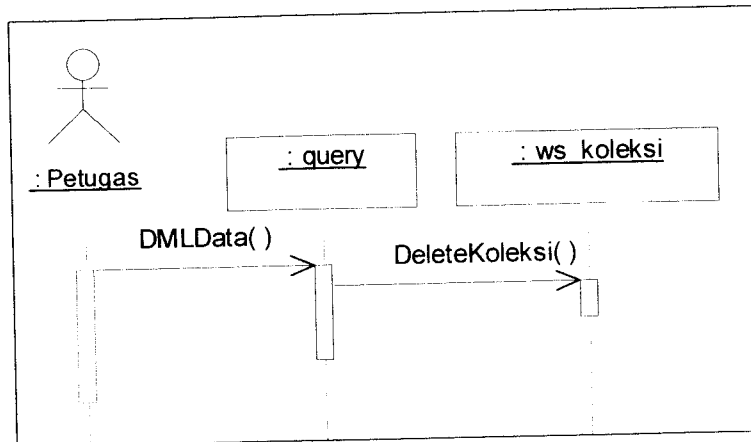 : Petugas
: query
: ws_koleksi
DMLData( )
DeleteKoleksi( )